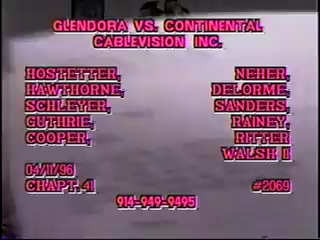 GLENDORA VS. CONTINENTAL
CABLEVISION INC.
HOSTETTER,
HAWTHORNE,
SCHLEYER,
GUTHRIE,
COOPER,
NEHER,
DELORME,
SANDERS,
RAINEY,
RITTER
WALSH II
04/11/96
CHAPT.41
#2069
914-949-9495